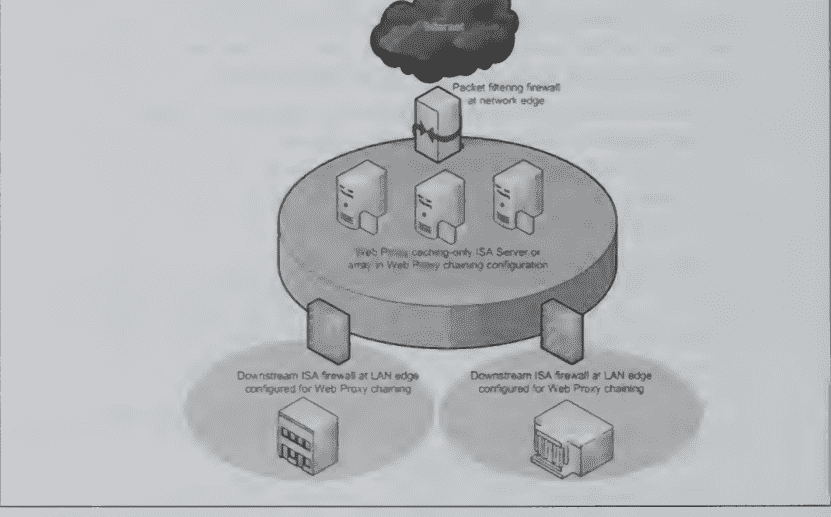 Internet
Packet filtering firewall
at network edge
Web Proxy caching-only ISA Server or
array in Web Proxy chaining configuration
Downstream ISA firewall at LAN edge
configured for Web Proxy chaining
Downstream ISA firewall at LAN edge
configured for Web Proxy chaining